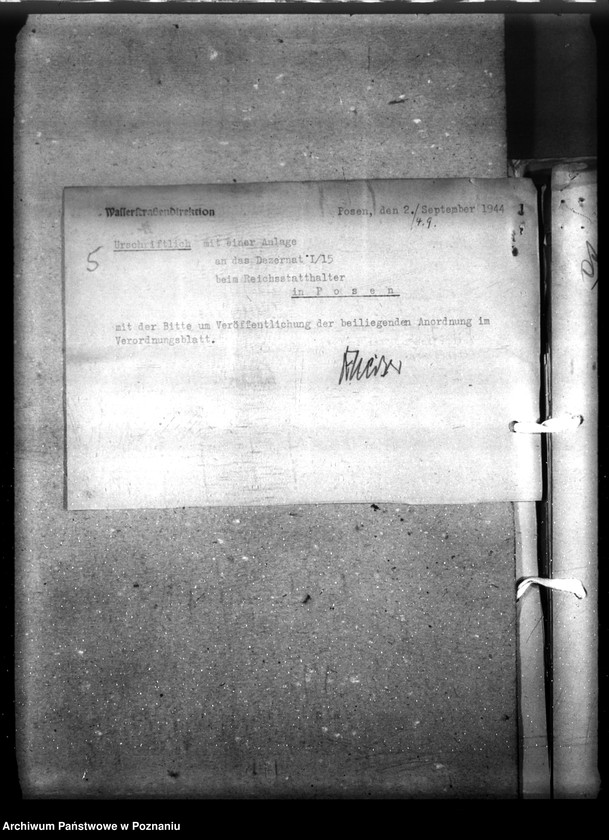 Wasserstraßendirektion
Posen, den 2./September 1944
4.9.
5
Urschriftlich mit einer Anlage
an das Dezernat I/15
beim Reichsstatthalter
in P o s e n
mit der Bitte um Veröffentlichung der beiliegenden Anordnung im
Verordnungsblatt.
Archiwum Państwowe w Poznaniu